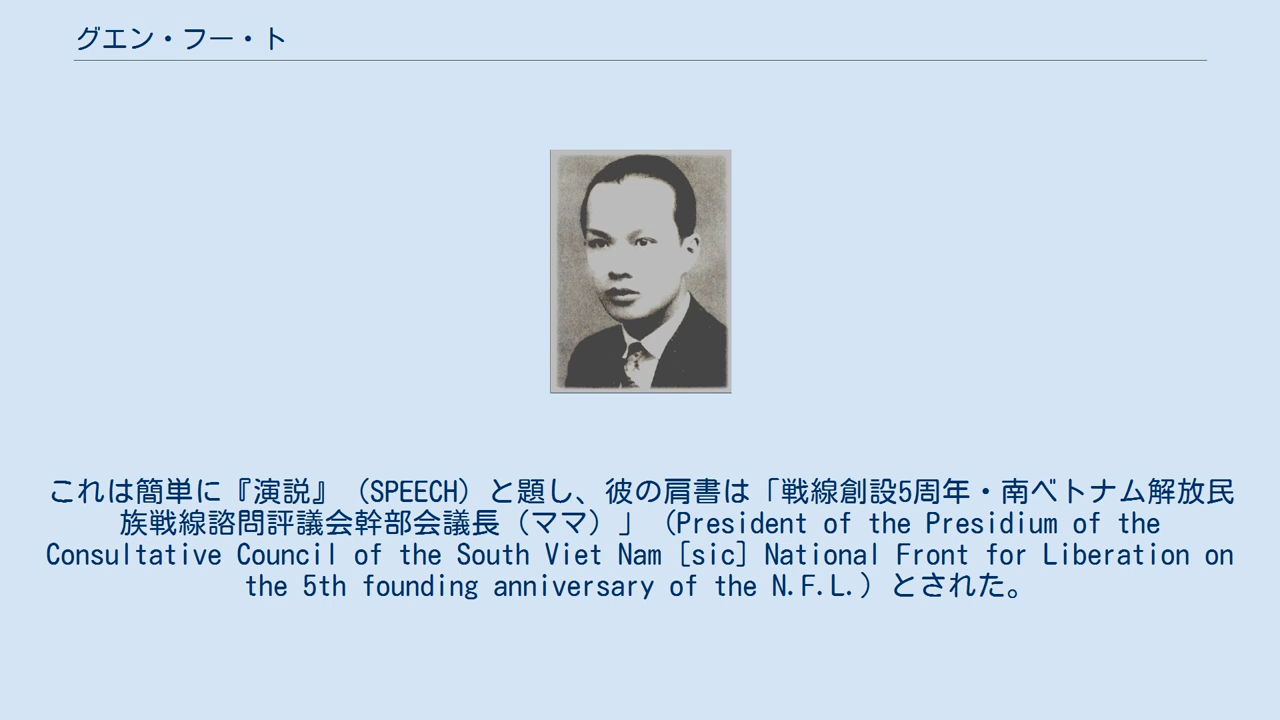 グエン・フー・ト
これは簡単に『演説』（SPEECH）と題し、彼の肩書は「戦線創設5周年・南ベトナム解放民
族戦線諮問評議会幹部会議長（ママ）」（President of the Presidium of the
Consultative Council of the South Viet Nam [sic] National Front for Liberation on
the 5th founding anniversary of the N.F.L.）とされた。